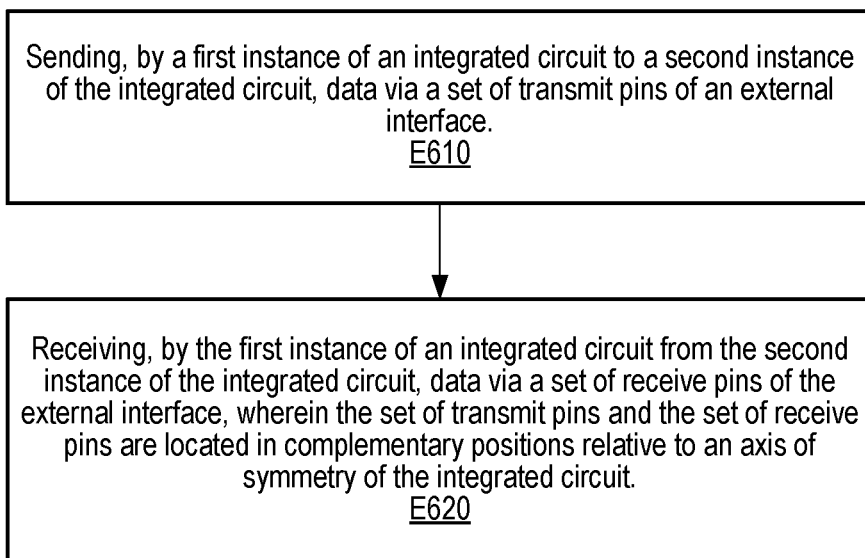 Sending, by a first instance of an integrated circuit to a second instance
of the integrated circuit, data via a set of transmit pins of an external
interface.
E610
Receiving, by the first instance of an integrated circuit from the second
instance of the integrated circuit, data via a set of receive pins of the
external interface, wherein the set of transmit pins and the set of receive
pins are located in complementary positions relative to an axis of
symmetry of the integrated circuit.
E620